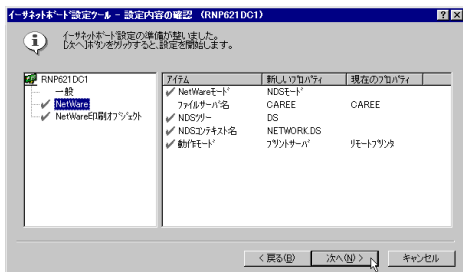 イーサネットボード設定ツール - 設定内容の確認 (RNP621DC1)
イーサネットボード設定の準備が整いました。
[次へ]ボタンをクリックすると、設定を開始します。
RNP621DC1
一般
NetWare
NetWare印刷オブジェクト
アイテム 新しいプロパティ 現在のプロパティ
NetWareモード NDSモード
ファイルサーバ名 CAREE CAREE
NDSツリー DS
NDSコンテキスト名 NETWORK.DS
動作モード プリントサーバ リモートプリンタ
< 戻る(B) 次へ(N) > キャンセル